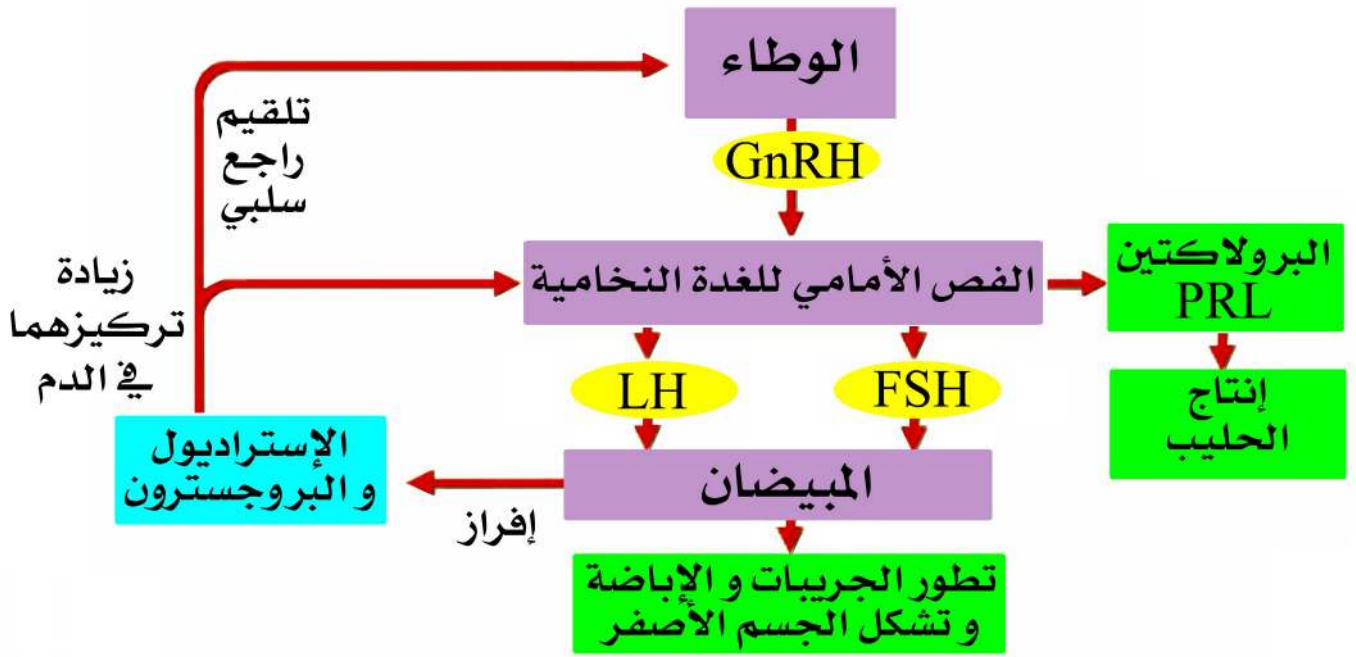 الوطاء
تلقيم
راجع
سلبي
GnRH
البرولاكتين
PRL
الفص الأمامي للغدة النخامية
زيادة
تركيزهما
في الدم
LH
FSH
إنتاج
الحليب
الإستراديول
و البروجسترون
المبيضان
إفراز
تطور الجريبات و الإباضة
و تشكل الجسم الأصفر